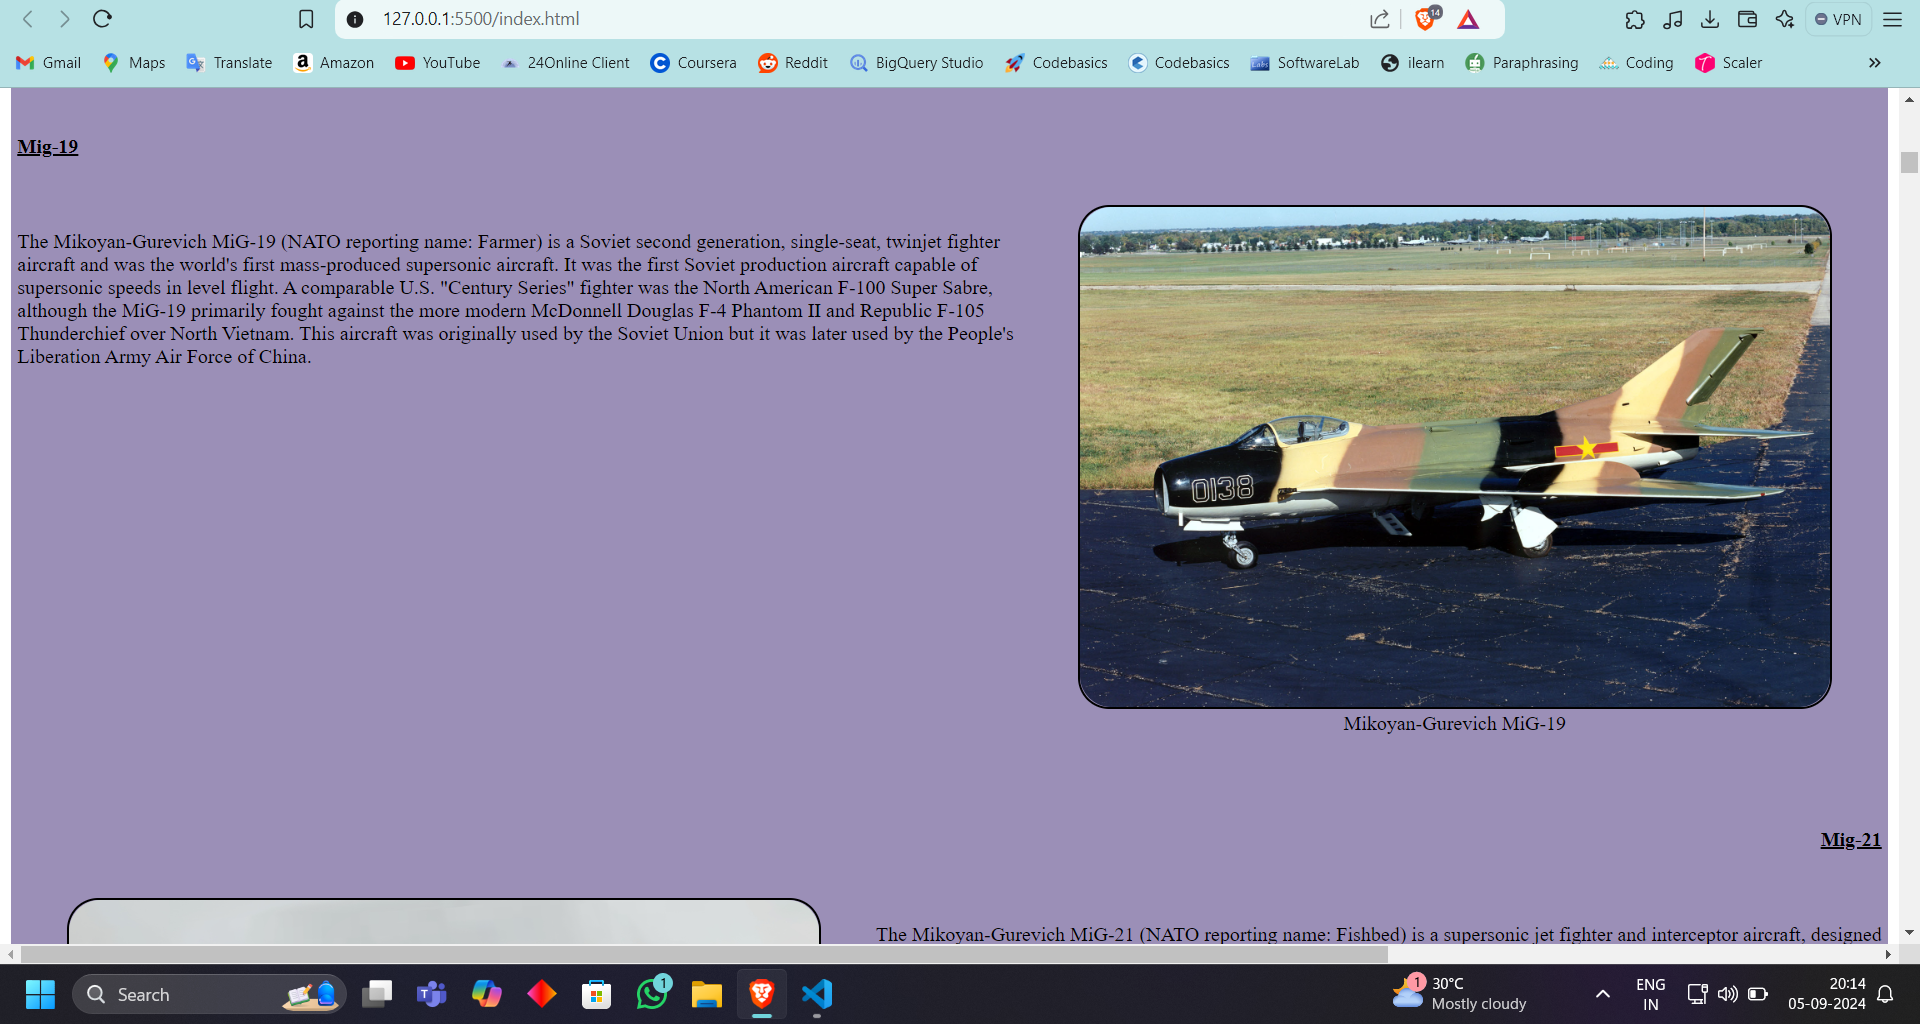 127.0.0.1:5500/index.html
14
VPN
Gmail
Maps
Translate
Amazon
YouTube
24Online Client
Coursera
Reddit
BigQuery Studio
Codebasics
Codebasics
Labs
SoftwareLab
ilearn
Paraphrasing
Coding
Scaler
Mig-19
The Mikoyan-Gurevich MiG-19 (NATO reporting name: Farmer) is a Soviet second generation, single-seat, twinjet fighter
aircraft and was the world's first mass-produced supersonic aircraft. It was the first Soviet production aircraft capable of
supersonic speeds in level flight. A comparable U.S. "Century Series" fighter was the North American F-100 Super Sabre,
although the MiG-19 primarily fought against the more modern McDonnell Douglas F-4 Phantom II and Republic F-105
Thunderchief over North Vietnam. This aircraft was originally used by the Soviet Union but it was later used by the People's
Liberation Army Air Force of China.
0138
Mikoyan-Gurevich MiG-19
Mig-21
The Mikoyan-Gurevich MiG-21 (NATO reporting name: Fishbed) is a supersonic jet fighter and interceptor aircraft, designed
Search
1
1
30°C
Mostly cloudy
ENG
IN
20:14
05-09-2024